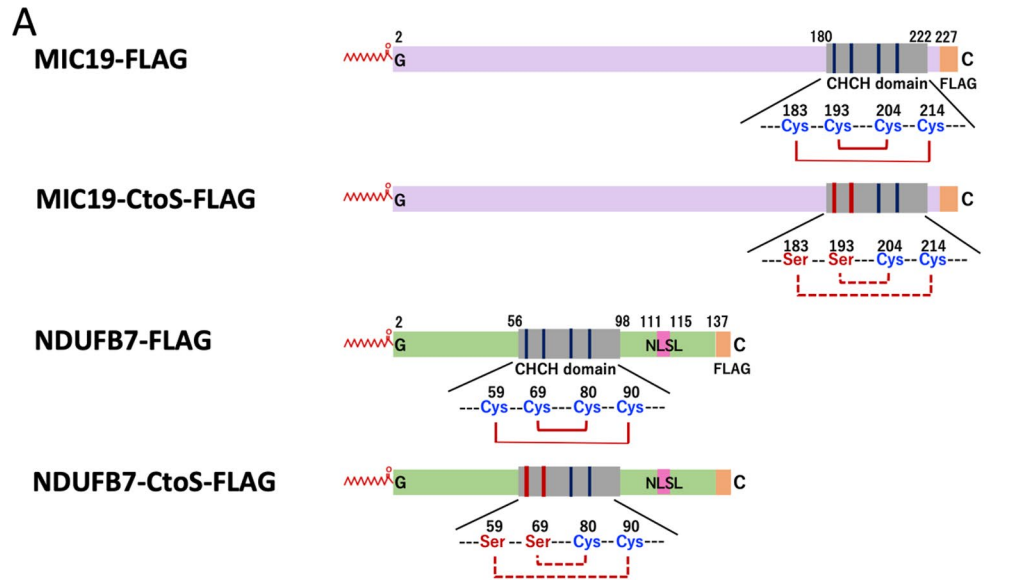 A
MIC19-FLAG
2 180 222 227
G C
CHCH domain FLAG
183 193 204 214
---Cys--Cys---Cys---Cys---
MIC19-CtoS-FLAG
G C
183 193 204 214
---Ser--Ser---Cys---Cys---
NDUFB7-FLAG
2 56 98 111 115 137
G NLSL C
CHCH domain FLAG
59 69 80 90
---Cys--Cys---Cys---Cys---
NDUFB7-CtoS-FLAG
G NLSL C
59 69 80 90
---Ser---Ser---Cys---Cys---